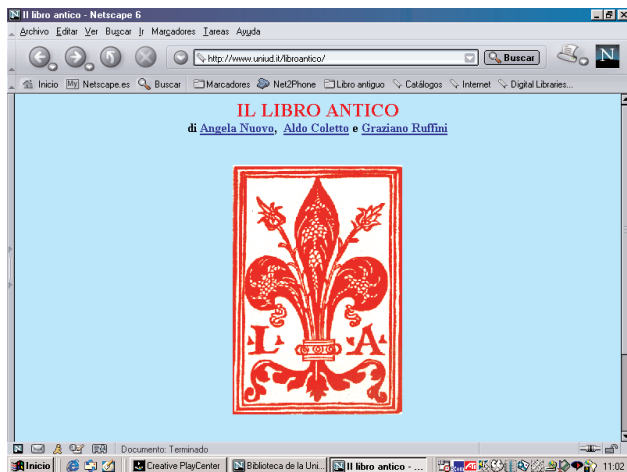 Il libro antico - Netscape 6
Archivo Editar Ver Buscar Ir Marcadores Tareas Ayuda
http://www.uniud.it/libroantico/ Buscar N
Inicio My Netscape.es Buscar Marcadores Net2Phone Libro antiguo Catálogos Internet Digital Libraries...
IL LIBRO ANTICO
di Angela Nuovo, Aldo Coletto e Graziano Ruffini
L A
Documento: Terminado
Inicio Creative PlayCenter Biblioteca de la Uni... Il libro antico - ... 11:02